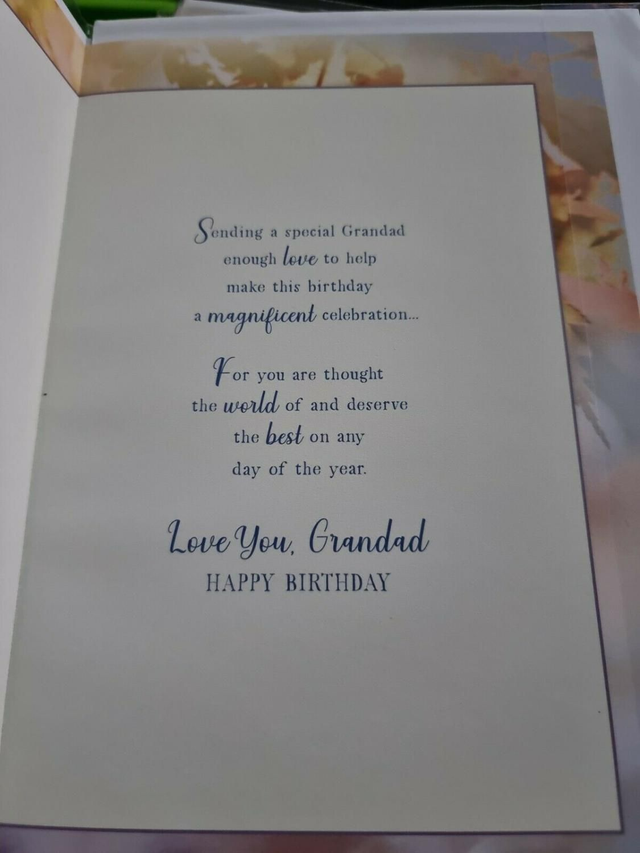 Sending a special Grandad
enough love to help
make this birthday
a magnificent celebration...
For you are thought
the world of and deserve
the best on any
day of the year.
Love You, Grandad
HAPPY BIRTHDAY